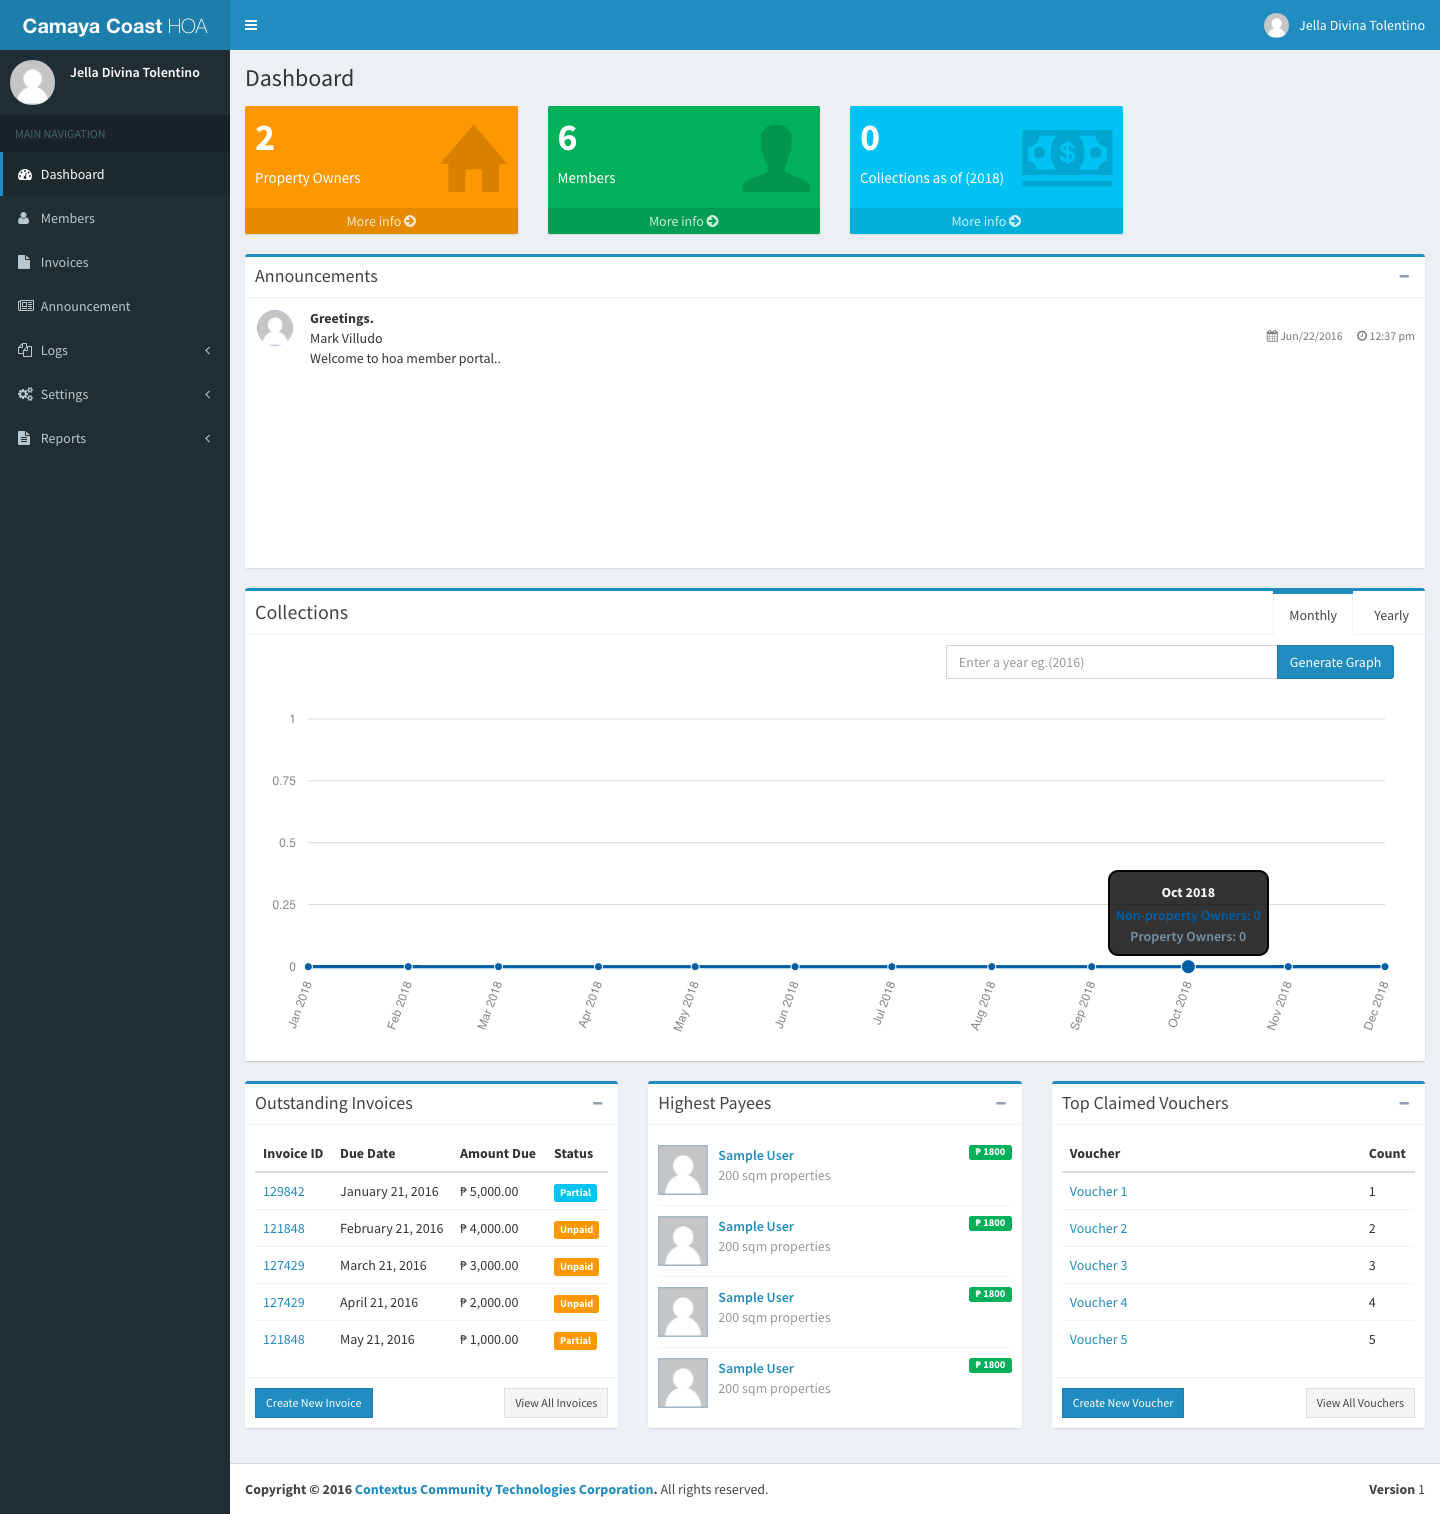 Camaya Coast HOA
Jella Divina Tolentino
Jella Divina Tolentino
MAIN NAVIGATION
Dashboard
Members
Invoices
Announcement
Logs
Settings
Reports
Dashboard
2
Property Owners
More info
6
Members
More info
0
Collections as of (2018)
More info
Announcements
Greetings.
Mark Villudo
Jun/22/2016 12:37 pm
Welcome to hoa member portal..
Collections
Monthly Yearly
Enter a year eg.(2016) Generate Graph
1
0.75
0.5
0.25
0
Oct 2018
Non-property Owners: 0
Property Owners: 0
Jan 2018 Feb 2018 Mar 2018 Apr 2018 May 2018 Jun 2018 Jul 2018 Aug 2018 Sep 2018 Oct 2018 Nov 2018 Dec 2018
Outstanding Invoices
Invoice ID Due Date Amount Due Status
129842 January 21, 2016 ₱ 5,000.00 Partial
121848 February 21, 2016 ₱ 4,000.00 Unpaid
127429 March 21, 2016 ₱ 3,000.00 Unpaid
127429 April 21, 2016 ₱ 2,000.00 Unpaid
121848 May 21, 2016 ₱ 1,000.00 Partial
Create New Invoice View All Invoices
Highest Payees
Sample User ₱ 1800
200 sqm properties
Sample User ₱ 1800
200 sqm properties
Sample User ₱ 1800
200 sqm properties
Sample User ₱ 1800
200 sqm properties
Top Claimed Vouchers
Voucher Count
Voucher 1 1
Voucher 2 2
Voucher 3 3
Voucher 4 4
Voucher 5 5
Create New Voucher View All Vouchers
Copyright © 2016 Contextus Community Technologies Corporation. All rights reserved.
Version 1